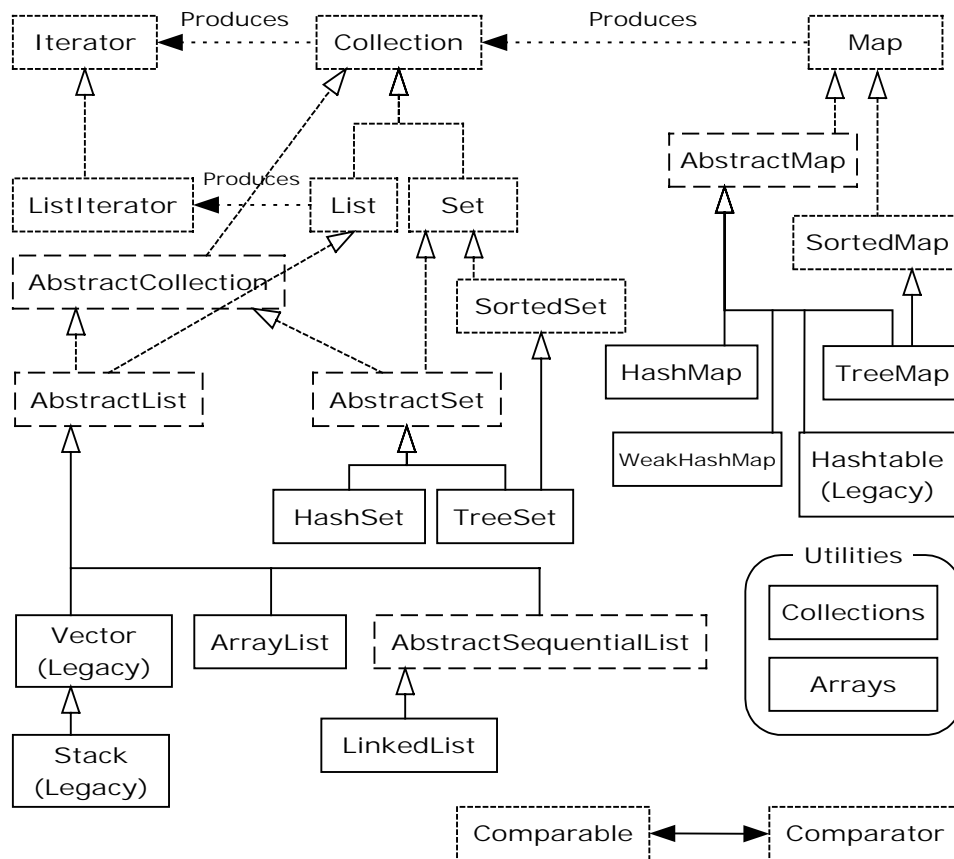 Produces
Produces
Iterator
Collection
Map
AbstractMap
Produces
ListIterator
List
Set
SortedMap
AbstractCollection
SortedSet
HashMap
TreeMap
AbstractList
AbstractSet
WeakHashMap
Hashtable
(Legacy)
HashSet
TreeSet
Utilities
Collections
Vector
(Legacy)
ArrayList
AbstractSequentialList
Arrays
LinkedList
Stack
(Legacy)
Comparable
Comparator